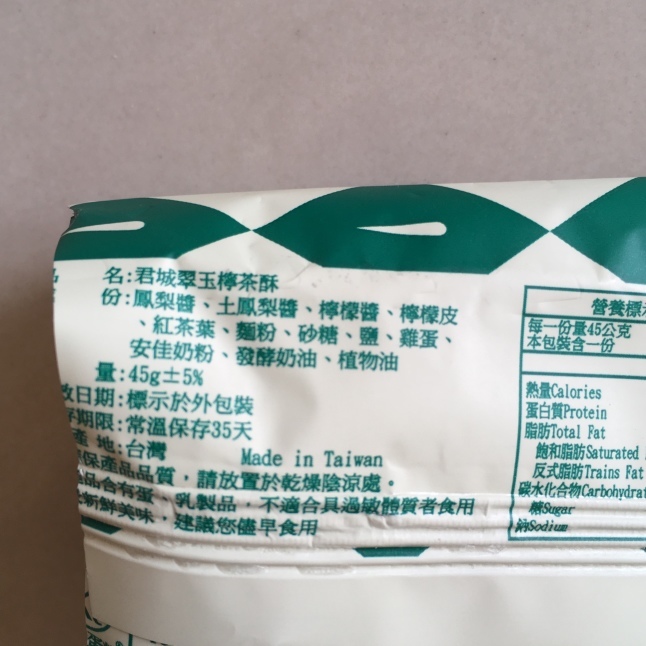 名:君城翠玉檸茶酥
份:鳳梨醬、土鳳梨醬、檸檬醬、檸檬皮
、紅茶葉、麵粉、砂糖、鹽、雞蛋、
安佳奶粉、發酵奶油、植物油
量:45g±5%
日期:標示於外包裝
期限:常溫保存35天
產 地:台灣 Made in Taiwan
保產品品質，請放置於乾燥陰涼處。
品含有蛋、乳製品，不適合具過敏體質者食用
新鮮美味，建議您儘早食用
營養標
每一份量45公克
本包裝含一份
熱量Calories
蛋白質Protein
脂肪Total Fat
飽和脂肪Saturated
反式脂肪Trains Fat
碳水化合物Carbohydrat
糖Sugar
鈉Sodium